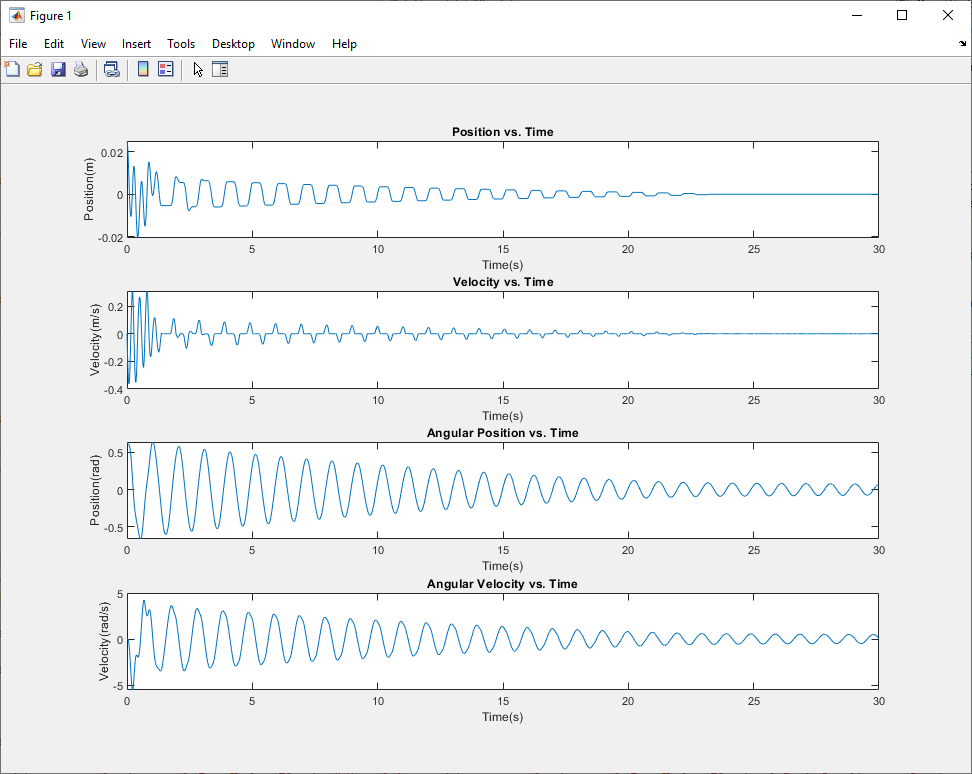 Figure 1
File Edit View Insert Tools Desktop Window Help
Position vs. Time
Position(m)
0.02
0
-0.02
0 5 10 15 20 25 30
Time(s)
Velocity vs. Time
Velocity(m/s)
0.2
0
-0.2
-0.4
0 5 10 15 20 25 30
Time(s)
Angular Position vs. Time
Position(rad)
0.5
0
-0.5
0 5 10 15 20 25 30
Time(s)
Angular Velocity vs. Time
Velocity(rad/s)
5
0
-5
0 5 10 15 20 25 30
Time(s)